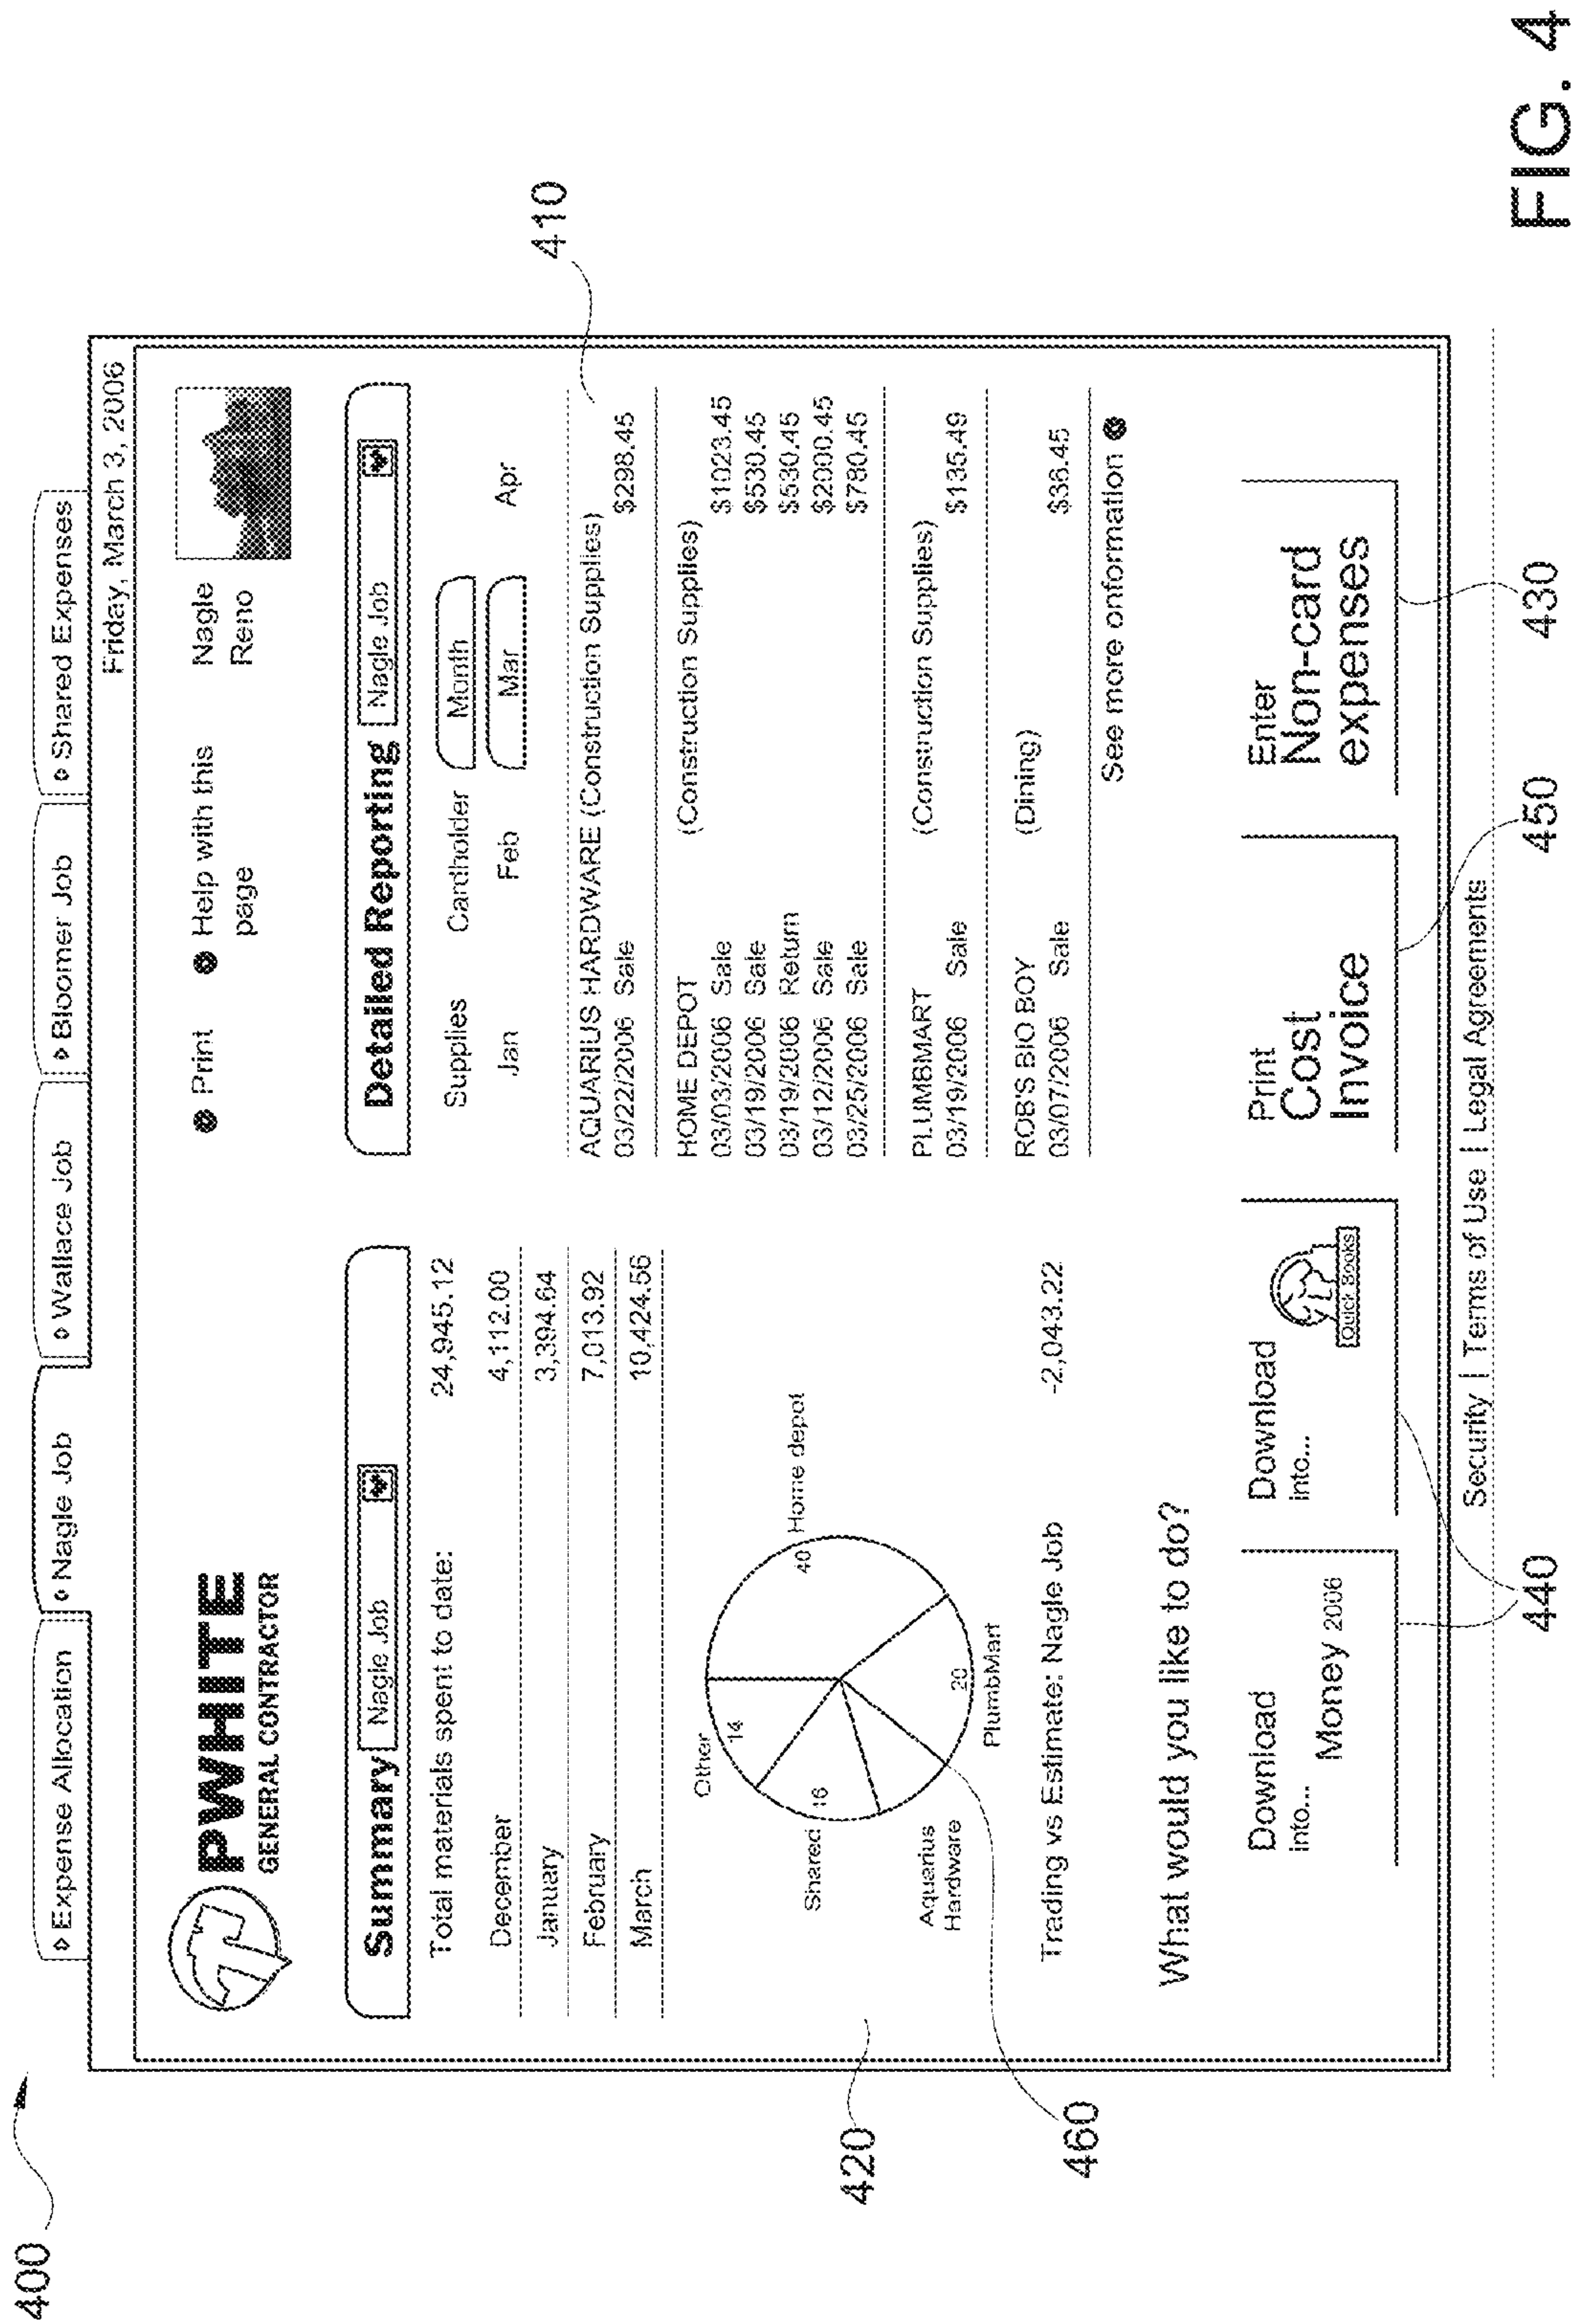 400
Expense Allocation
Nagle Job
Wallace Job
Bloomer Job
Shared Expenses
Friday, March 3, 2006
PWHITE
GENERAL CONTRACTOR
Print
Help with this
page
Nagle
Reno
Summary
Nagle Job
Total materials spent to date: 24,945.12
December 4,112.00
January 3,394.64
February 7,013.92
March 10,424.56
Other
14
40
Home depot
Shared
16
20
PlumbMart
Aquarius
Hardware
Trading vs Estimate: Nagle Job -2,043.22
420
460
Detailed Reporting
Nagle Job
Supplies Cardholder Month
Jan Feb Mar Apr
410
AQUARIUS HARDWARE (Construction Supplies)
03/22/2006 Sale $298.45
HOME DEPOT (Construction Supplies)
03/03/2006 Sale $1023.45
03/19/2006 Sale $530.45
03/19/2006 Return $530.45
03/12/2006 Sale $2000.45
03/25/2006 Sale $780.45
PLUMBMART (Construction Supplies)
03/19/2006 Sale $135.49
ROB'S BIO BOY (Dining)
03/07/2006 Sale $36.45
See more onformation
What would you like to do?
Download
into...
Money 2006
Download
into...
Quick Books
Print
Cost
Invoice
Enter
Non-card
expenses
Security | Terms of Use | Legal Agreements
440
450
430
FIG. 4